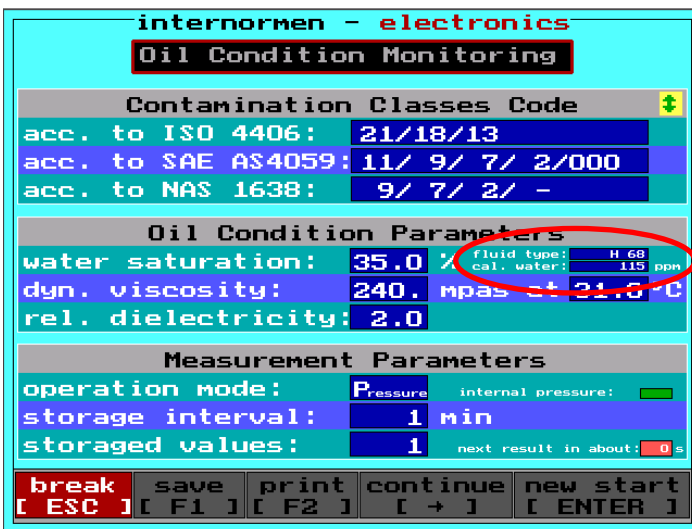 internormen - electronics
Oil Condition Monitoring
Contamination Classes Code
acc. to ISO 4406: 21/18/13
acc. to SAE AS4059: 11/ 9/ 7/ 2/000
acc. to NAS 1638: 9/ 7/ 2/ -
Oil Condition Parameters
water saturation: 35.0 % fluid type: H 68
cal. water: 115 ppm
dyn. viscosity: 240. mpas at °C
rel. dielectricity: 2.0
Measurement Parameters
operation mode: Pressure internal pressure:
storage interval: 1 min
storaged values: 1 next result in about: 0 s
break save print continue new start
[ ESC ] [ F1 ] [ F2 ] [ → ] [ ENTER ]